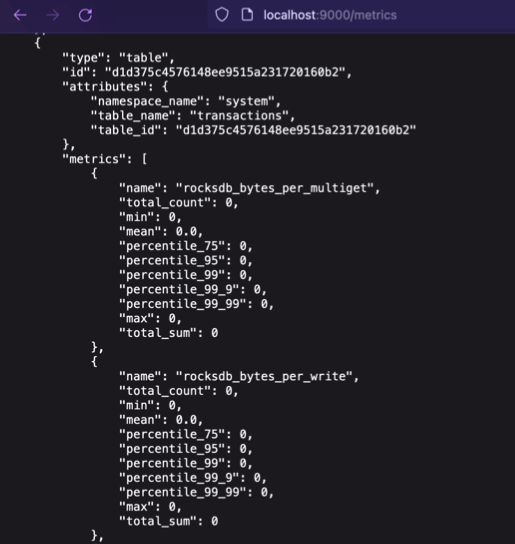 localhost:9000/metrics
{
"type": "table",
"id": "d1d375c4576148ee9515a231720160b2",
"attributes": {
"namespace_name": "system",
"table_name": "transactions",
"table_id": "d1d375c4576148ee9515a231720160b2"
},
"metrics": [
{
"name": "rocksdb_bytes_per_multiget",
"total_count": 0,
"min": 0,
"mean": 0.0,
"percentile_75": 0,
"percentile_95": 0,
"percentile_99": 0,
"percentile_99_9": 0,
"percentile_99_99": 0,
"max": 0,
"total_sum": 0
},
{
"name": "rocksdb_bytes_per_write",
"total_count": 0,
"min": 0,
"mean": 0.0,
"percentile_75": 0,
"percentile_95": 0,
"percentile_99": 0,
"percentile_99_9": 0,
"percentile_99_99": 0,
"max": 0,
"total_sum": 0
},